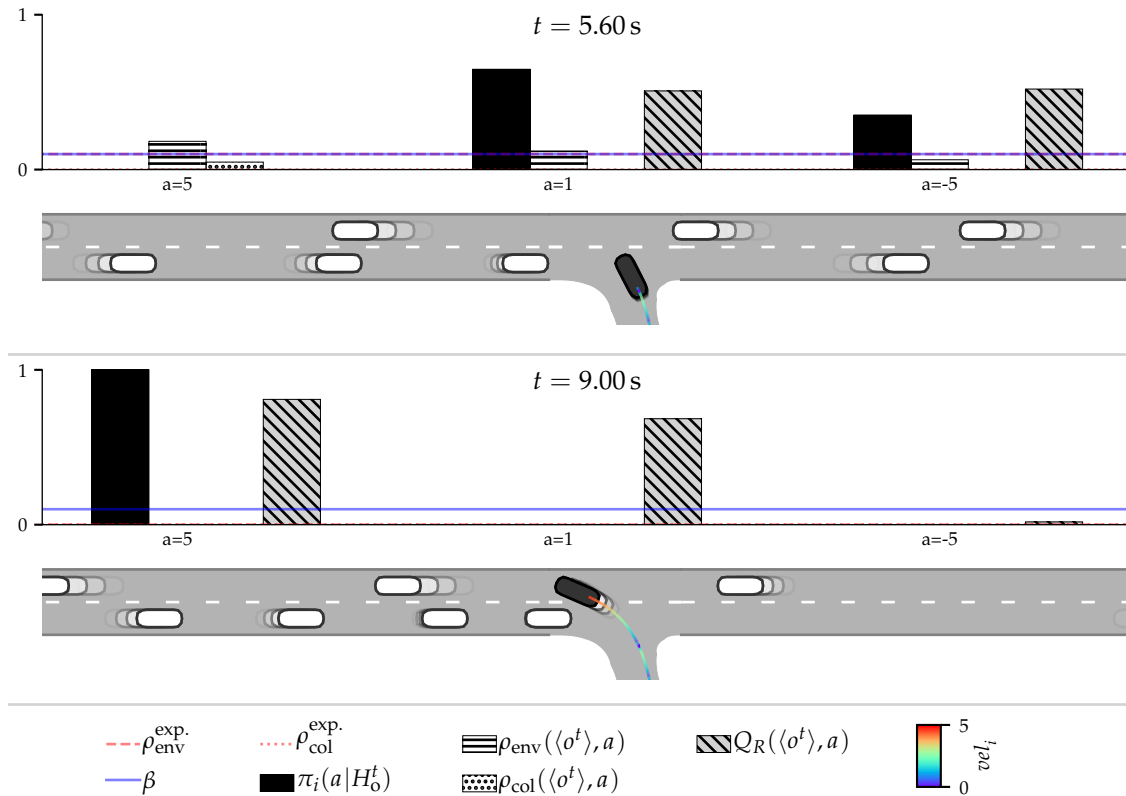 1
t = 5.60 s
0
a=5 a=1 a=-5
1
t = 9.00 s
0
a=5 a=1 a=-5
ρ_env^exp. ρ_col^exp. ρ_env(⟨o^t⟩, a) Q_R(⟨o^t⟩, a) 5
β π_i(a|H_o^t) ρ_col(⟨o^t⟩, a) 0
vel_i